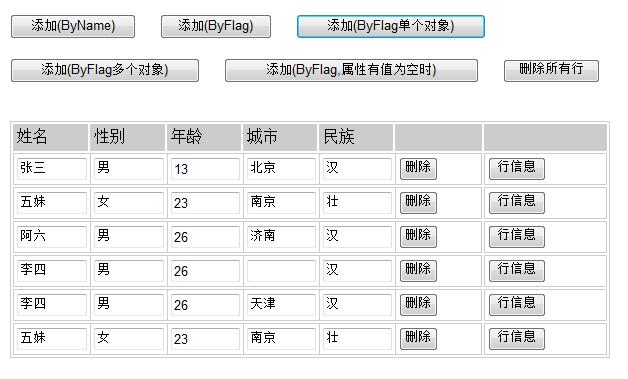 添加(ByName) 添加(ByFlag) 添加(ByFlag单个对象)
添加(ByFlag多个对象) 添加(ByFlag,属性有值为空时) 删除所有行
姓名 性别 年龄 城市 民族
张三 男 13 北京 汉 删除 行信息
五妹 女 23 南京 壮 删除 行信息
阿六 男 26 济南 汉 删除 行信息
李四 男 26 汉 删除 行信息
李四 男 26 天津 汉 删除 行信息
五妹 女 23 南京 壮 删除 行信息